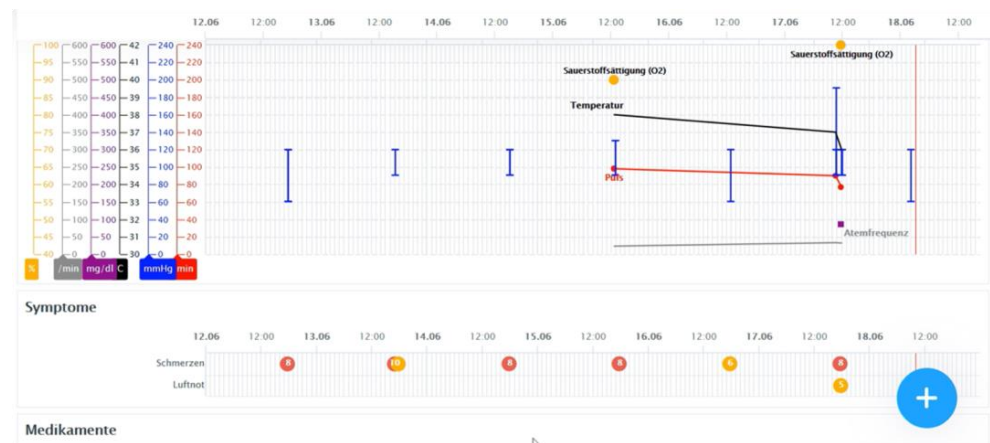 12.06 12:00 13.06 12:00 14.06 12:00 15.06 12:00 16.06 12:00 17.06 12:00 18.06 12:00
100 600 600 42 240 240
95 550 550 41 220 220
90 500 500 40 200 200
85 450 450 39 180 180
80 400 400 38 160 160
75 350 350 37 140 140
70 300 300 36 120 120
65 250 250 35 100 100
60 200 200 34 80 80
55 150 150 33 60 60
50 100 100 32 40 40
45 50 50 31 20 20
40 0 0 30 0 0
% /min mg/dl C mmHg min
Sauerstoffsättigung (O2)
Sauerstoffsättigung (O2)
Temperatur
Puls
Atemfrequenz
Symptome
12.06 12:00 13.06 12:00 14.06 12:00 15.06 12:00 16.06 12:00 17.06 12:00 18.06 12:00
Schmerzen 8 10 8 8 6 8
Luftnot 5
+
Medikamente